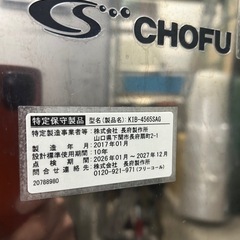 CHOFU
特定保守製品 型名(製品名): KIB-4565SAG
特定製造事業者等: 株式会社 長府製作所
山口県下関市長府扇町2-1
製造年月: 2017年01月
設計標準使用期間: 10年
点検期間: 2026年01月 ~ 2027年12月
問合せ連絡先: 株式会社 長府製作所
0120-921-971 (フリーコール)
20788980